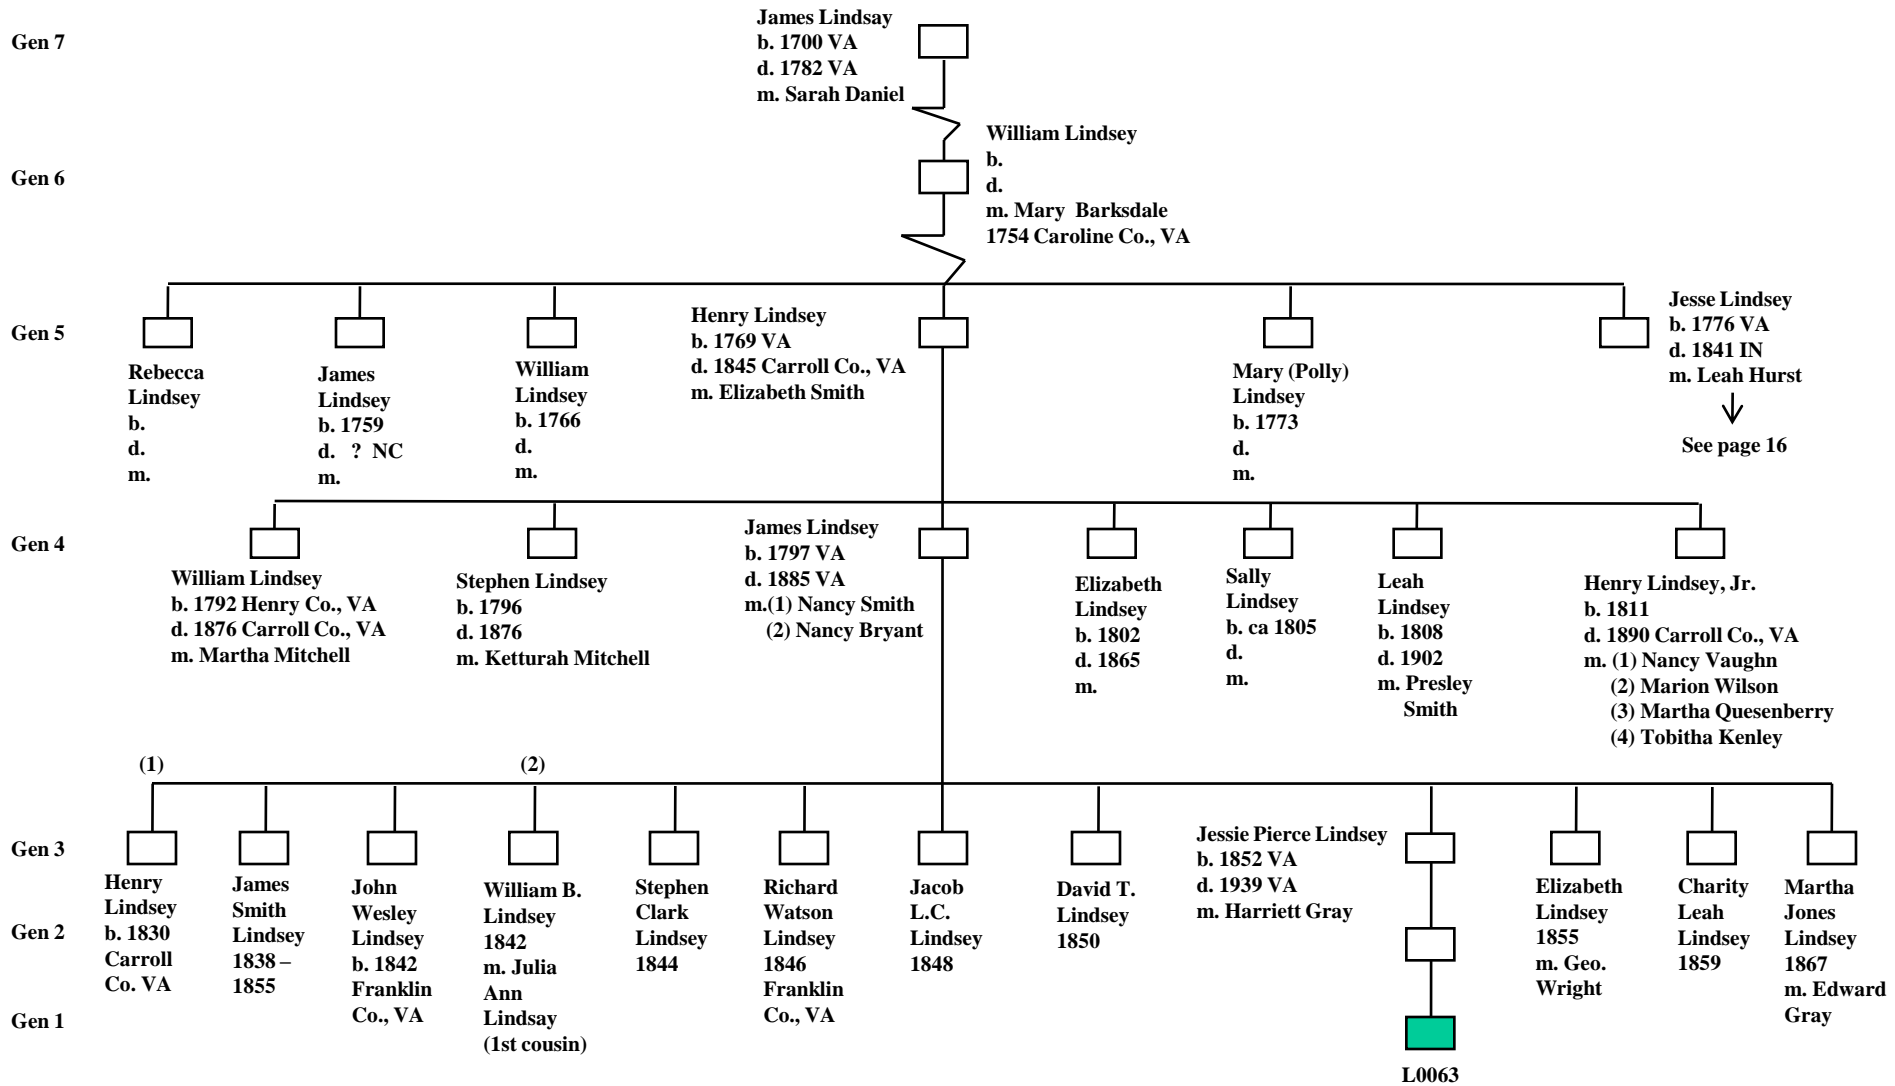 Gen 7
James Lindsay
b. 1700 VA
d. 1782 VA
m. Sarah Daniel
Gen 6
William Lindsey
b.
d.
m. Mary Barksdale
1754 Caroline Co., VA
Gen 5
Rebecca
Lindsey
b.
d.
m.
James
Lindsey
b. 1759
d. ? NC
m.
William
Lindsey
b. 1766
d.
m.
Henry Lindsey
b. 1769 VA
d. 1845 Carroll Co., VA
m. Elizabeth Smith
Mary (Polly)
Lindsey
b. 1773
d.
m.
Jesse Lindsey
b. 1776 VA
d. 1841 IN
m. Leah Hurst
See page 16
Gen 4
William Lindsey
b. 1792 Henry Co., VA
d. 1876 Carroll Co., VA
m. Martha Mitchell
Stephen Lindsey
b. 1796
d. 1876
m. Ketturah Mitchell
James Lindsey
b. 1797 VA
d. 1885 VA
m.(1) Nancy Smith
(2) Nancy Bryant
Elizabeth
Lindsey
b. 1802
d. 1865
m.
Sally
Lindsey
b. ca 1805
d.
m.
Leah
Lindsey
b. 1808
d. 1902
m. Presley
Smith
Henry Lindsey, Jr.
b. 1811
d. 1890 Carroll Co., VA
m. (1) Nancy Vaughn
(2) Marion Wilson
(3) Martha Quesenberry
(4) Tobitha Kenley
(1)
(2)
Gen 3
Gen 2
Gen 1
Henry
Lindsey
b. 1830
Carroll
Co. VA
James
Smith
Lindsey
1838 –
1855
John
Wesley
Lindsey
b. 1842
Franklin
Co., VA
William B.
Lindsey
1842
m. Julia
Ann
Lindsay
(1st cousin)
Stephen
Clark
Lindsey
1844
Richard
Watson
Lindsey
1846
Franklin
Co., VA
Jacob
L.C.
Lindsey
1848
David T.
Lindsey
1850
Jessie Pierce Lindsey
b. 1852 VA
d. 1939 VA
m. Harriett Gray
Elizabeth
Lindsey
1855
m. Geo.
Wright
Charity
Leah
Lindsey
1859
Martha
Jones
Lindsey
1867
m. Edward
Gray
L0063